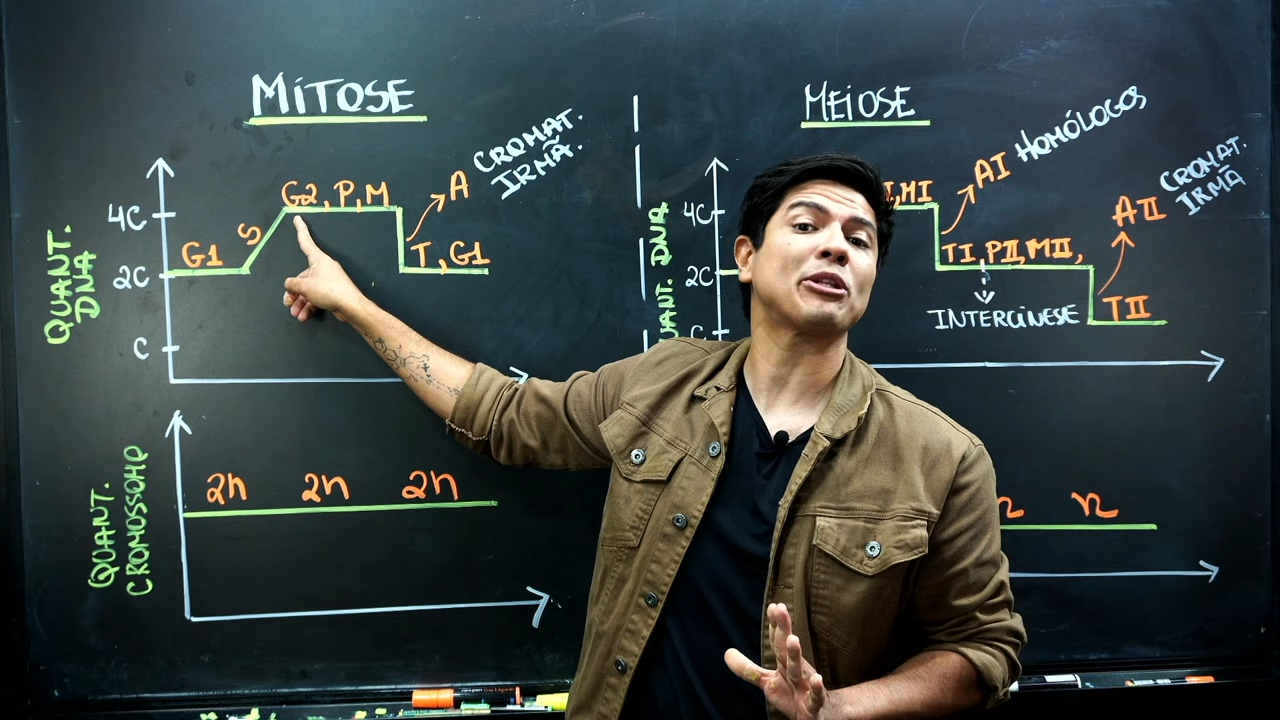 MITOSE
QUANT.
DNA
4C
2C
C
G1
S
G2, P, M
A
CROMAT.
IRMÃ.
T, G1
QUANT.
CROMOSSOMO
2n
2n
2n
MEIOSE
4C
2C
C
DNA
I, MI
AI
HOMÓLOGOS
TI, PII, MII,
INTERCINESE
AII
CROMAT.
IRMÃ
TII
n